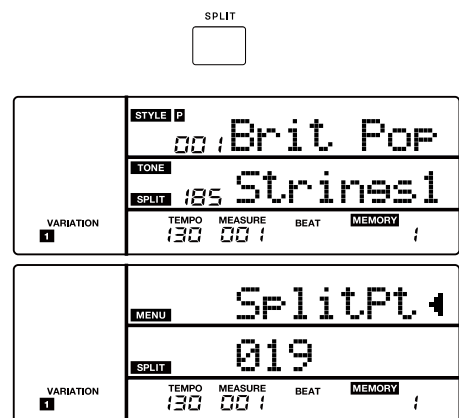 SPLIT
STYLE P
001 Brit Pop
TONE
SPLIT 185 Strings1
VARIATION TEMPO MEASURE BEAT MEMORY
1 130 001 1
MENU SplitPt
SPLIT 019
VARIATION TEMPO MEASURE BEAT MEMORY
1 130 001 1